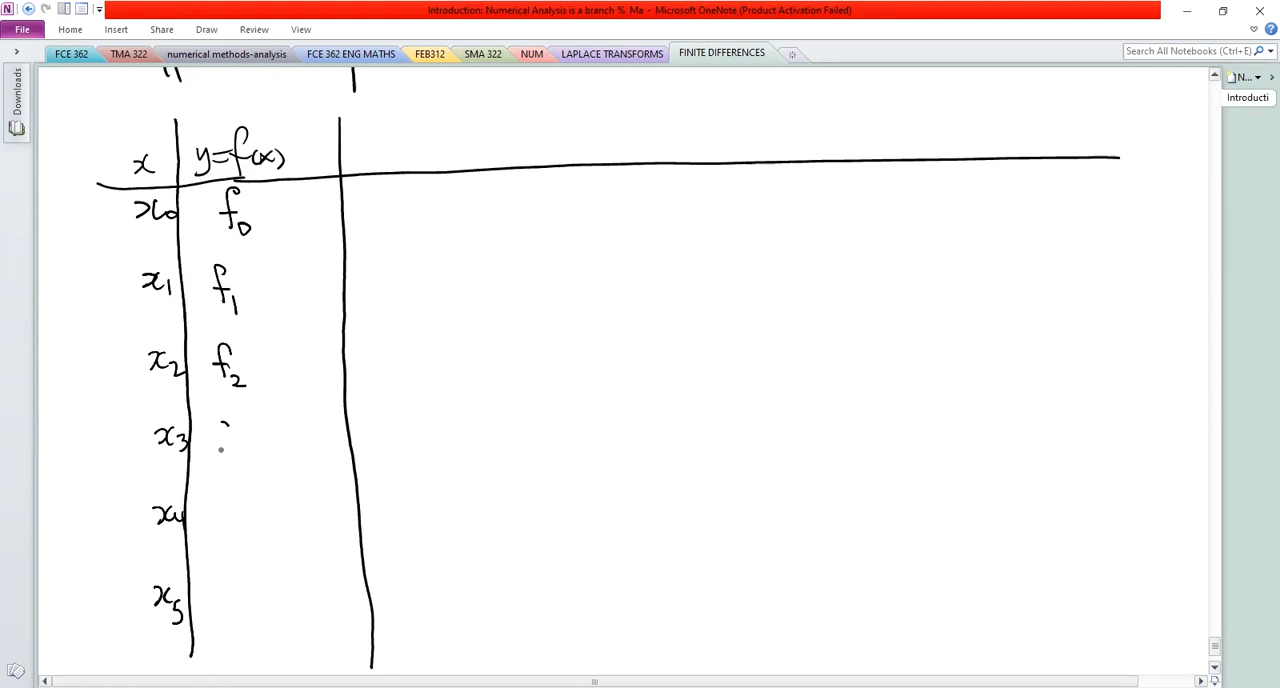 Introduction: Numerical Analysis is a branch %. Ma - Microsoft OneNote (Product Activation Failed)
File Home Insert Share Draw Review View
FCE 362 TMA 322 numerical methods-analysis FCE 362 ENG MATHS FEB312 SMA 322 NUM LAPLACE TRANSFORMS FINITE DIFFERENCES Search All Notebooks (Ctrl+E)
N...
Downloads
Introducti
x y=f(x)
x0 f0
x1 f1
x2 f2
x3
x4
x5